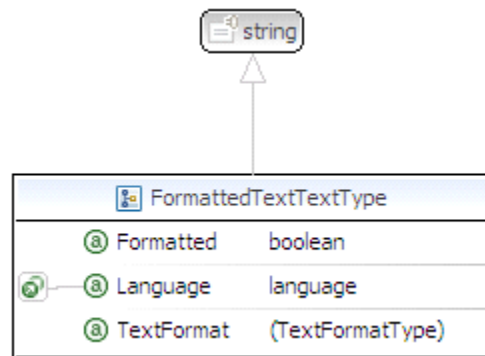 string
FormattedTextTextType
Formatted boolean
Language language
TextFormat (TextFormatType)